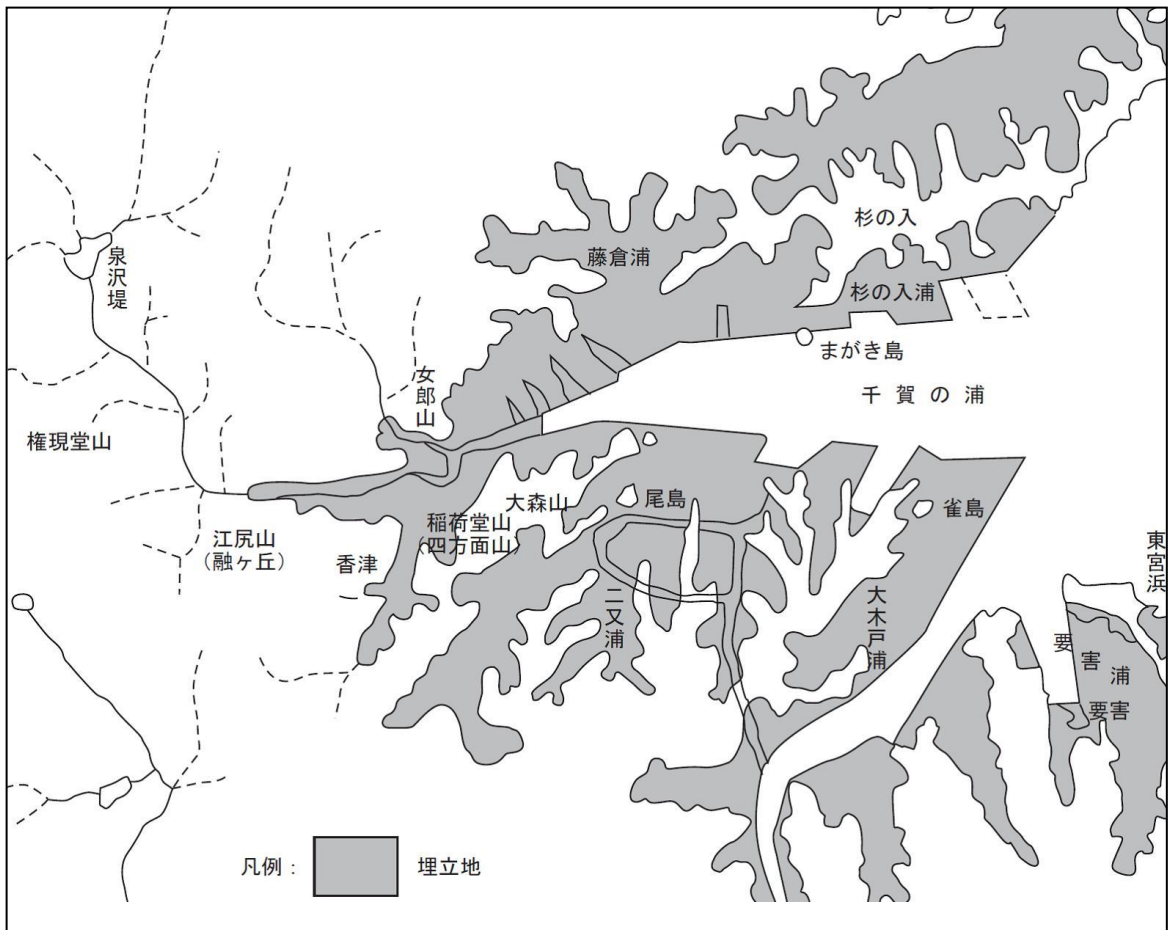 杉の入
藤倉浦
泉沢堤
杉の入浦
まがき島
女郎山
千賀の浦
権現堂山
大森山
尾島
雀島
稲荷堂山
(四方面山)
江尻山
(融ヶ丘)
香津
東宮浜
二又浦
大木戸浦
要害浦
要害
凡例:
埋立地